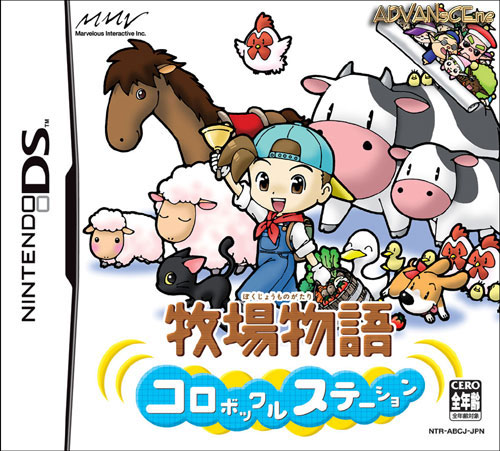 MMV
Marvelous Interactive Inc.
ADVANsCEne
NINTENDO DS™
ぼくじょうものがたり
牧場物語
コロボックル ステーション
CERO
全年齢
全年齢対象
NTR-ABCJ-JPN